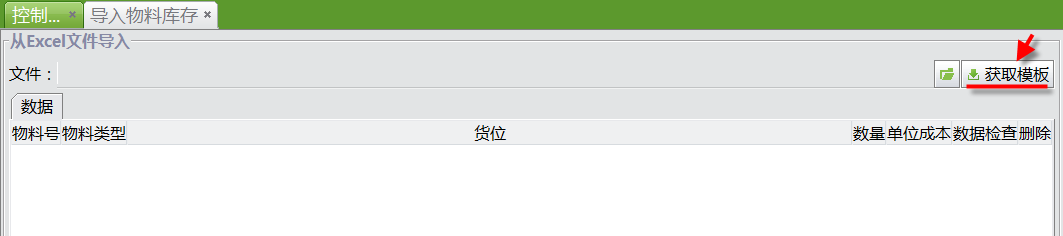 控制... × 导入物料库存 ×
从Excel文件导入
文件： 获取模板
数据
物料号 物料类型 货位 数量 单位成本 数据检查 删除